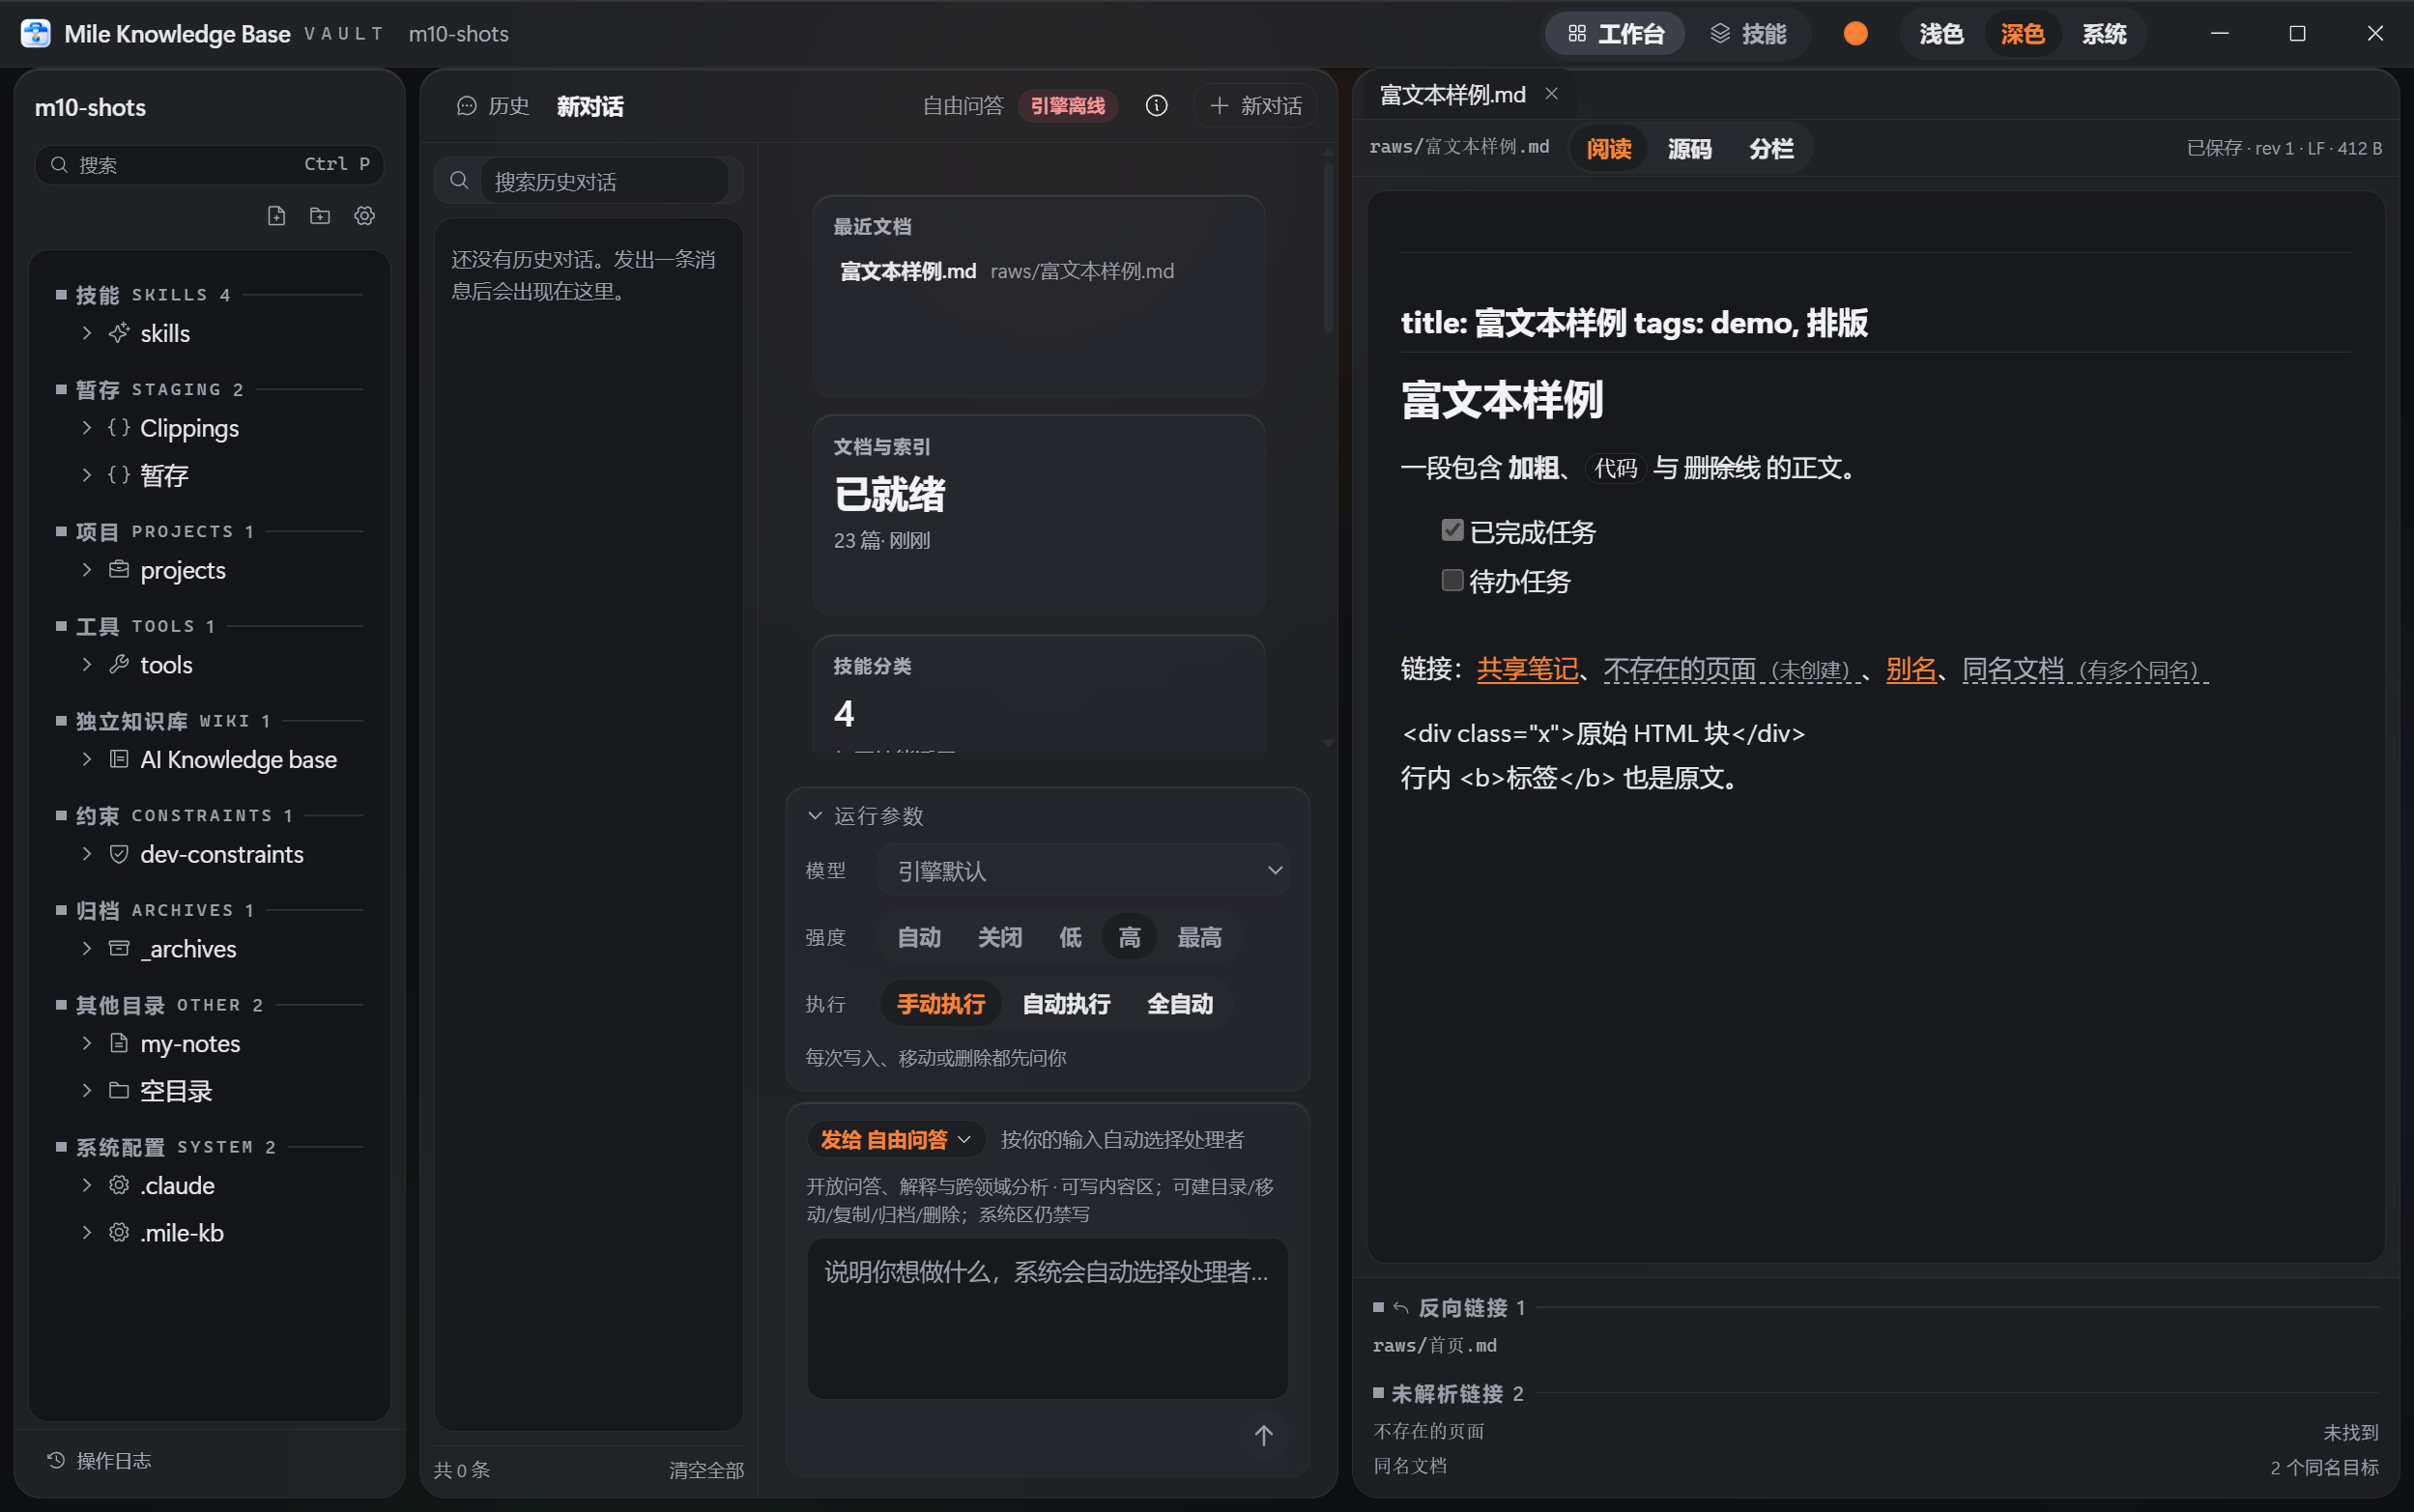 Mile Knowledge Base VAULT m10-shots
工作台 技能 浅色 深色 系统
m10-shots
搜索 Ctrl P
技能 SKILLS 4
skills
暂存 STAGING 2
{} Clippings
{} 暂存
项目 PROJECTS 1
projects
工具 TOOLS 1
tools
独立知识库 WIKI 1
AI Knowledge base
约束 CONSTRAINTS 1
dev-constraints
归档 ARCHIVES 1
_archives
其他目录 OTHER 2
my-notes
空目录
系统配置 SYSTEM 2
.claude
.mile-kb
操作日志
历史 新对话 自由问答 引擎离线 新对话
搜索历史对话
还没有历史对话。发出一条消
息后会出现在这里。
共 0 条 清空全部
最近文档
富文本样例.md raws/富文本样例.md
文档与索引
已就绪
23 篇· 刚刚
技能分类
4
运行参数
模型 引擎默认
强度 自动 关闭 低 高 最高
执行 手动执行 自动执行 全自动
每次写入、移动或删除都先问你
发给 自由问答 按你的输入自动选择处理者
开放问答、解释与跨领域分析 · 可写内容区；可建目录/移
动/复制/归档/删除；系统区仍禁写
说明你想做什么，系统会自动选择处理者...
富文本样例.md
raws/富文本样例.md 阅读 源码 分栏 已保存 · rev 1 · LF · 412 B
title: 富文本样例 tags: demo, 排版
富文本样例
一段包含 加粗、 代码 与 删除线 的正文。
已完成任务
待办任务
链接：共享笔记、不存在的页面（未创建）、别名、同名文档（有多个同名）
<div class="x">原始 HTML 块</div>
行内 <b>标签</b> 也是原文。
反向链接 1
raws/首页.md
未解析链接 2
不存在的页面 未找到
同名文档 2 个同名目标